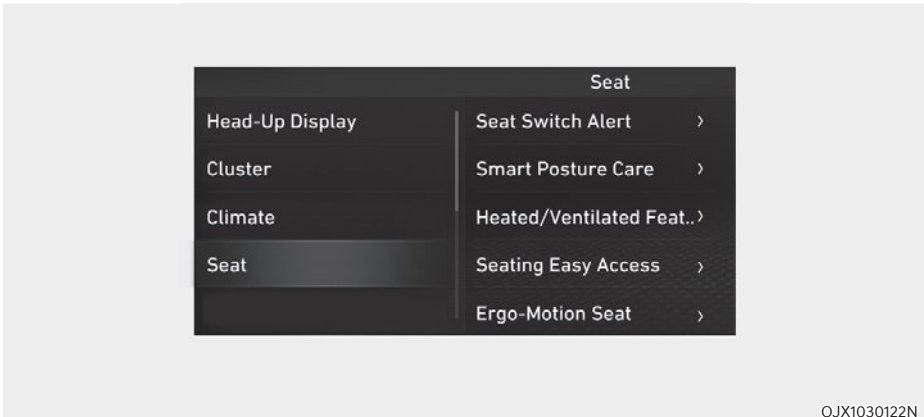 Seat
Head-Up Display
Cluster
Climate
Seat
Seat Switch Alert >
Smart Posture Care >
Heated/Ventilated Feat..>
Seating Easy Access >
Ergo-Motion Seat >
OJX1030122N